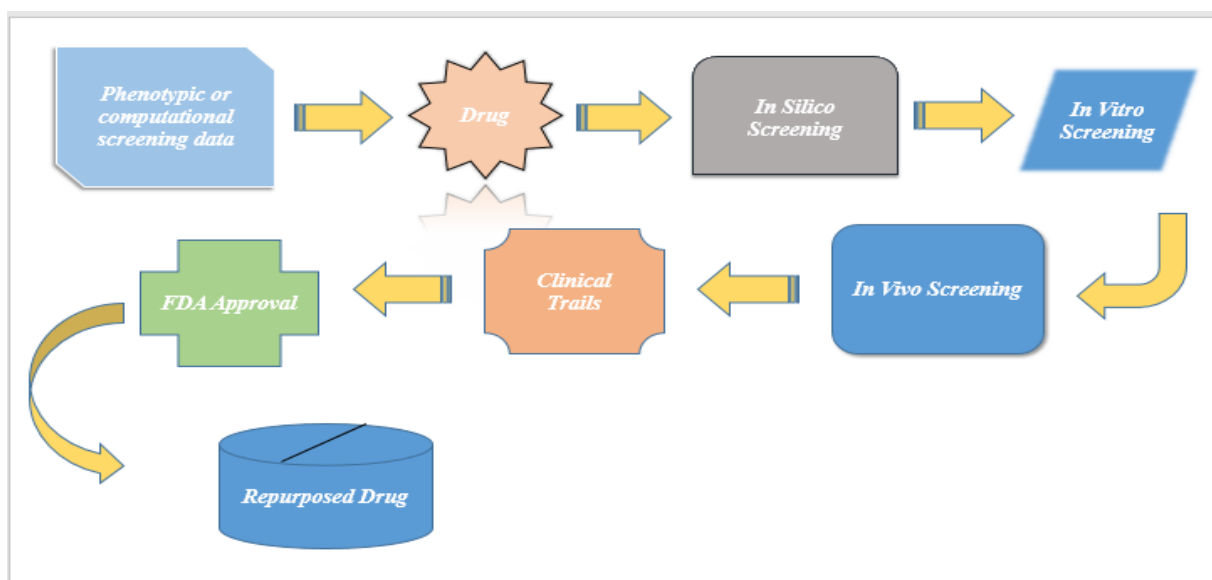 Phenotypic or
computational
screening data
Drug
In Silico
Screening
In Vitro
Screening
In Vivo Screening
Clinical
Trails
FDA Approval
Repurposed Drug